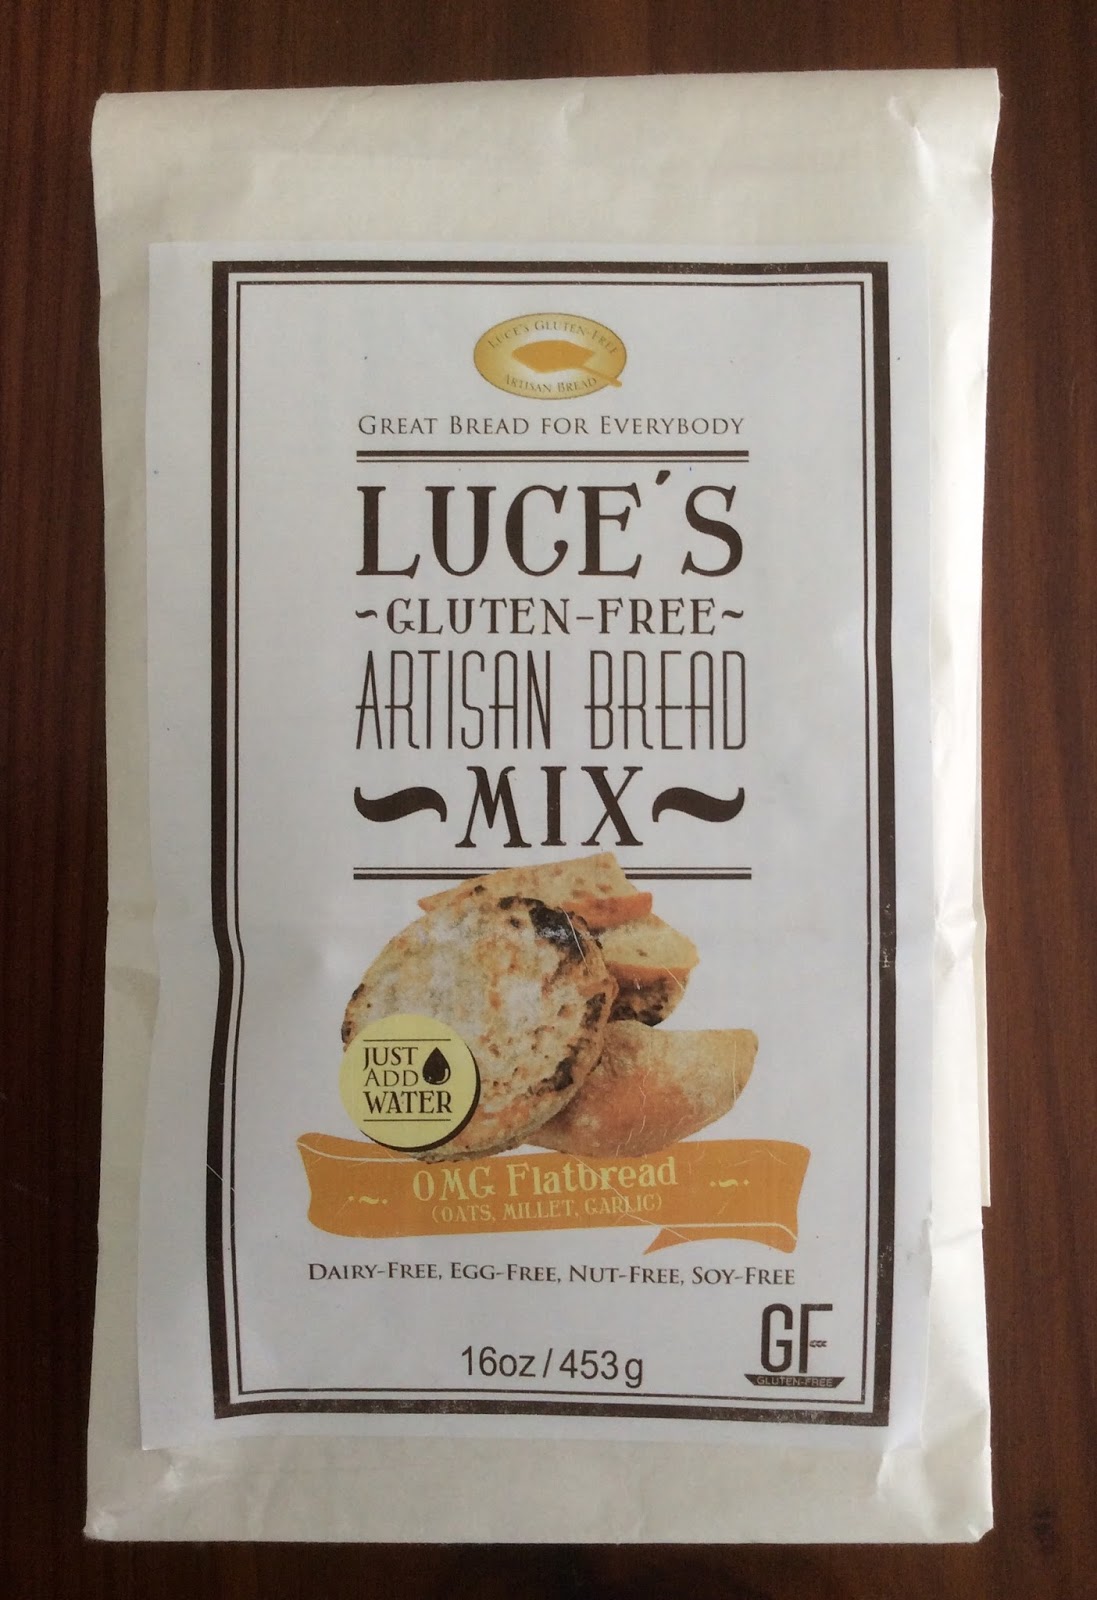 LUCE'S GLUTEN-FREE
ARTISAN BREAD
GREAT BREAD FOR EVERYBODY
LUCE'S
~GLUTEN-FREE~
ARTISAN BREAD
~MIX~
JUST
ADD
WATER
OMG Flatbread
(OATS, MILLET, GARLIC)
DAIRY-FREE, EGG-FREE, NUT-FREE, SOY-FREE
16oz / 453g
GF
GLUTEN-FREE